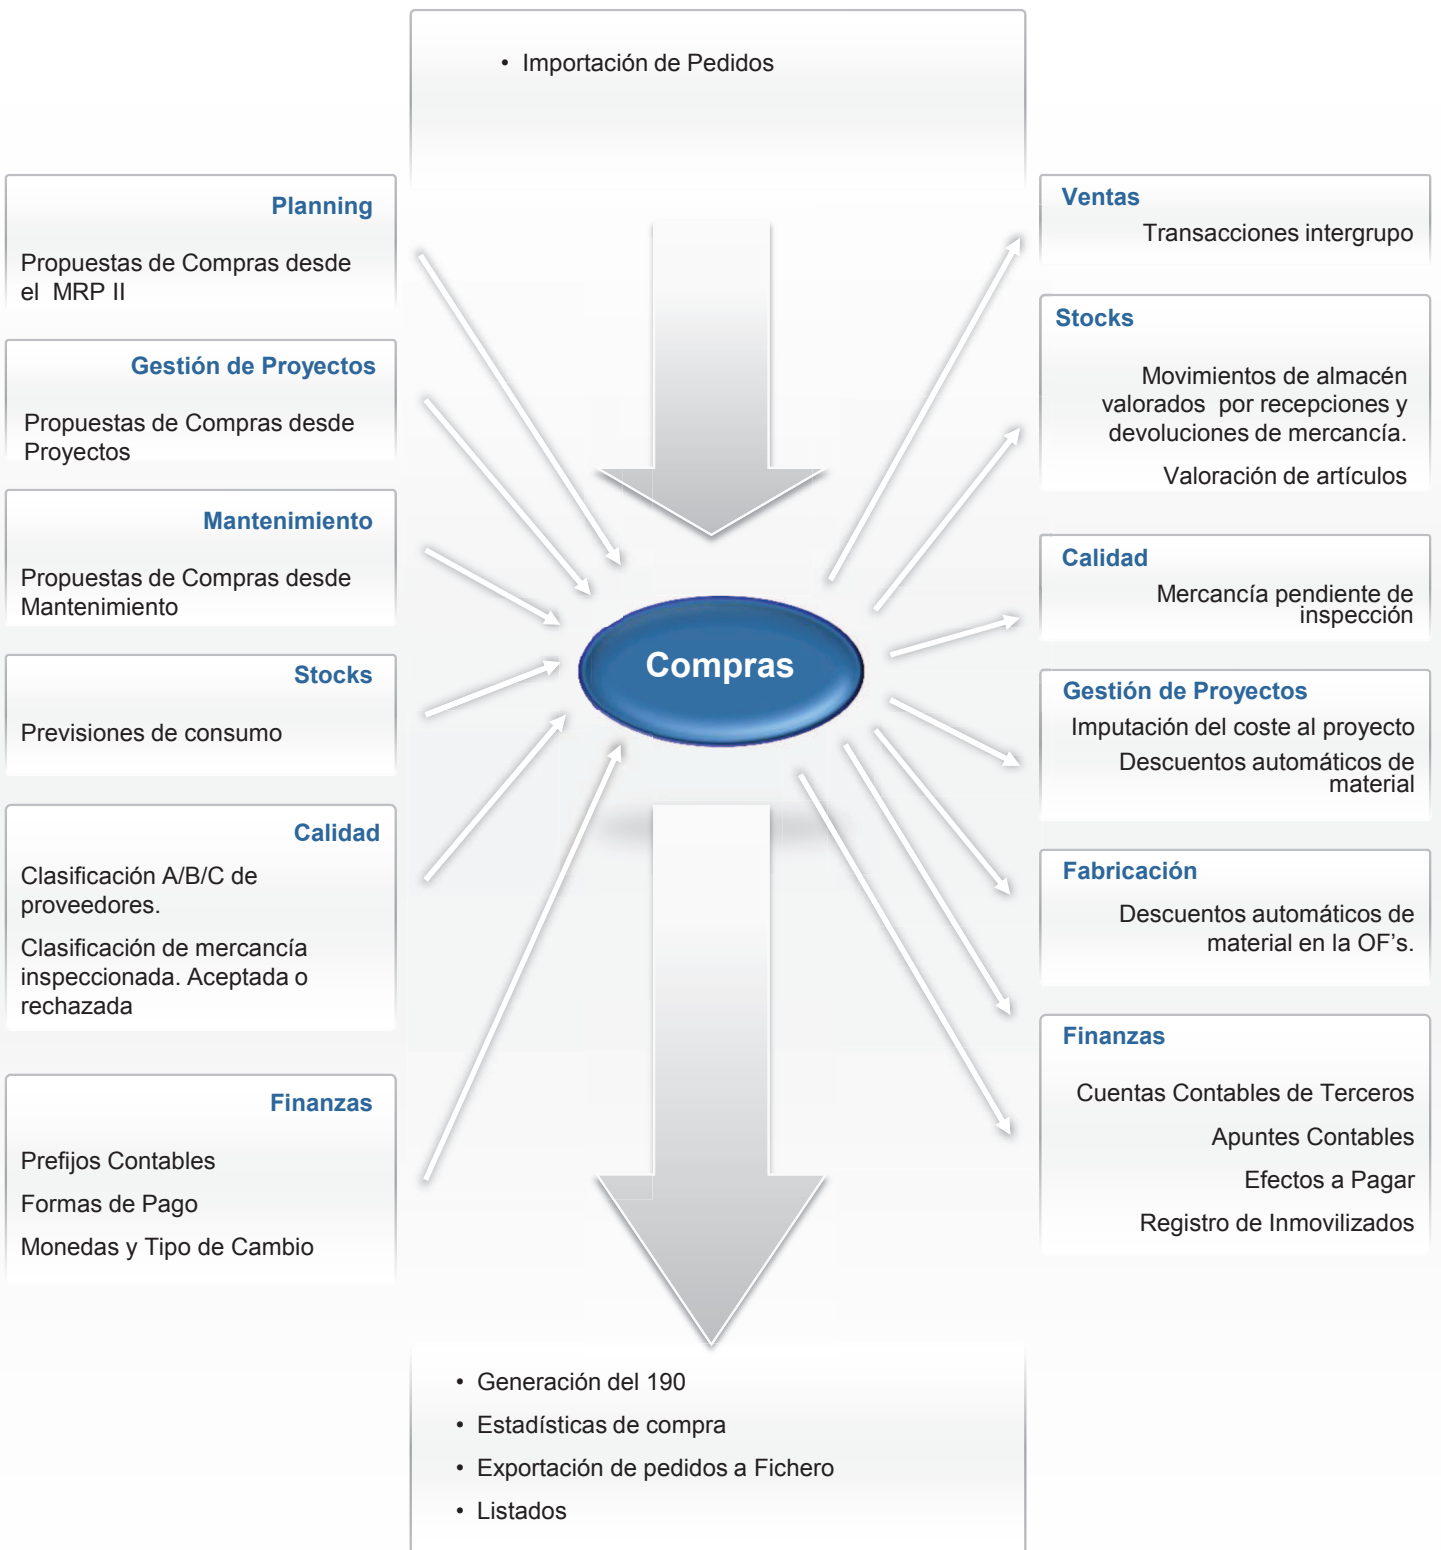 • Importación de Pedidos
Planning
Propuestas de Compras desde
el MRP II
Gestión de Proyectos
Propuestas de Compras desde
Proyectos
Mantenimiento
Propuestas de Compras desde
Mantenimiento
Stocks
Previsiones de consumo
Calidad
Clasificación A/B/C de
proveedores.
Clasificación de mercancía
inspeccionada. Aceptada o
rechazada
Finanzas
Prefijos Contables
Formas de Pago
Monedas y Tipo de Cambio
Compras
Ventas
Transacciones intergrupo
Stocks
Movimientos de almacén
valorados por recepciones y
devoluciones de mercancía.
Valoración de artículos
Calidad
Mercancía pendiente de
inspección
Gestión de Proyectos
Imputación del coste al proyecto
Descuentos automáticos de
material
Fabricación
Descuentos automáticos de
material en la OF's.
Finanzas
Cuentas Contables de Terceros
Apuntes Contables
Efectos a Pagar
Registro de Inmovilizados
• Generación del 190
• Estadísticas de compra
• Exportación de pedidos a Fichero
• Listados